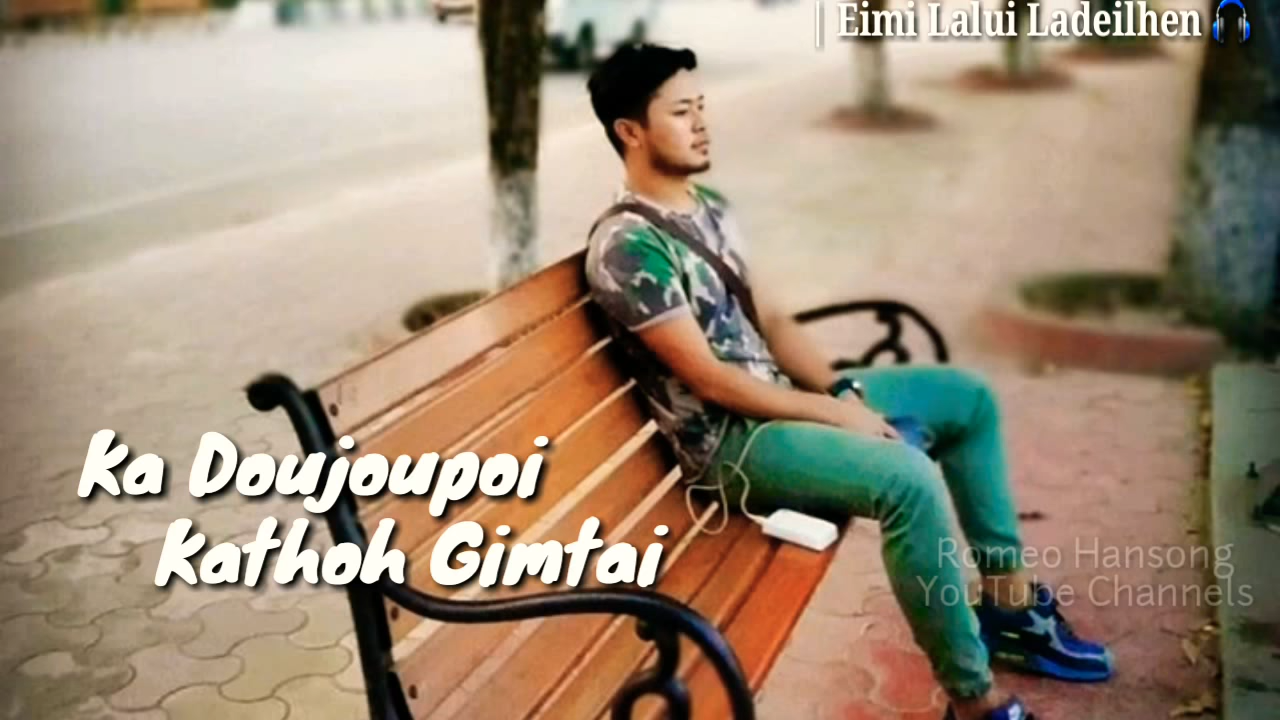 | Eimi Lalui Ladeilhen
Ka Doujoupoi
Kathoh Gimtai
Romeo Hansong
YouTube Channels